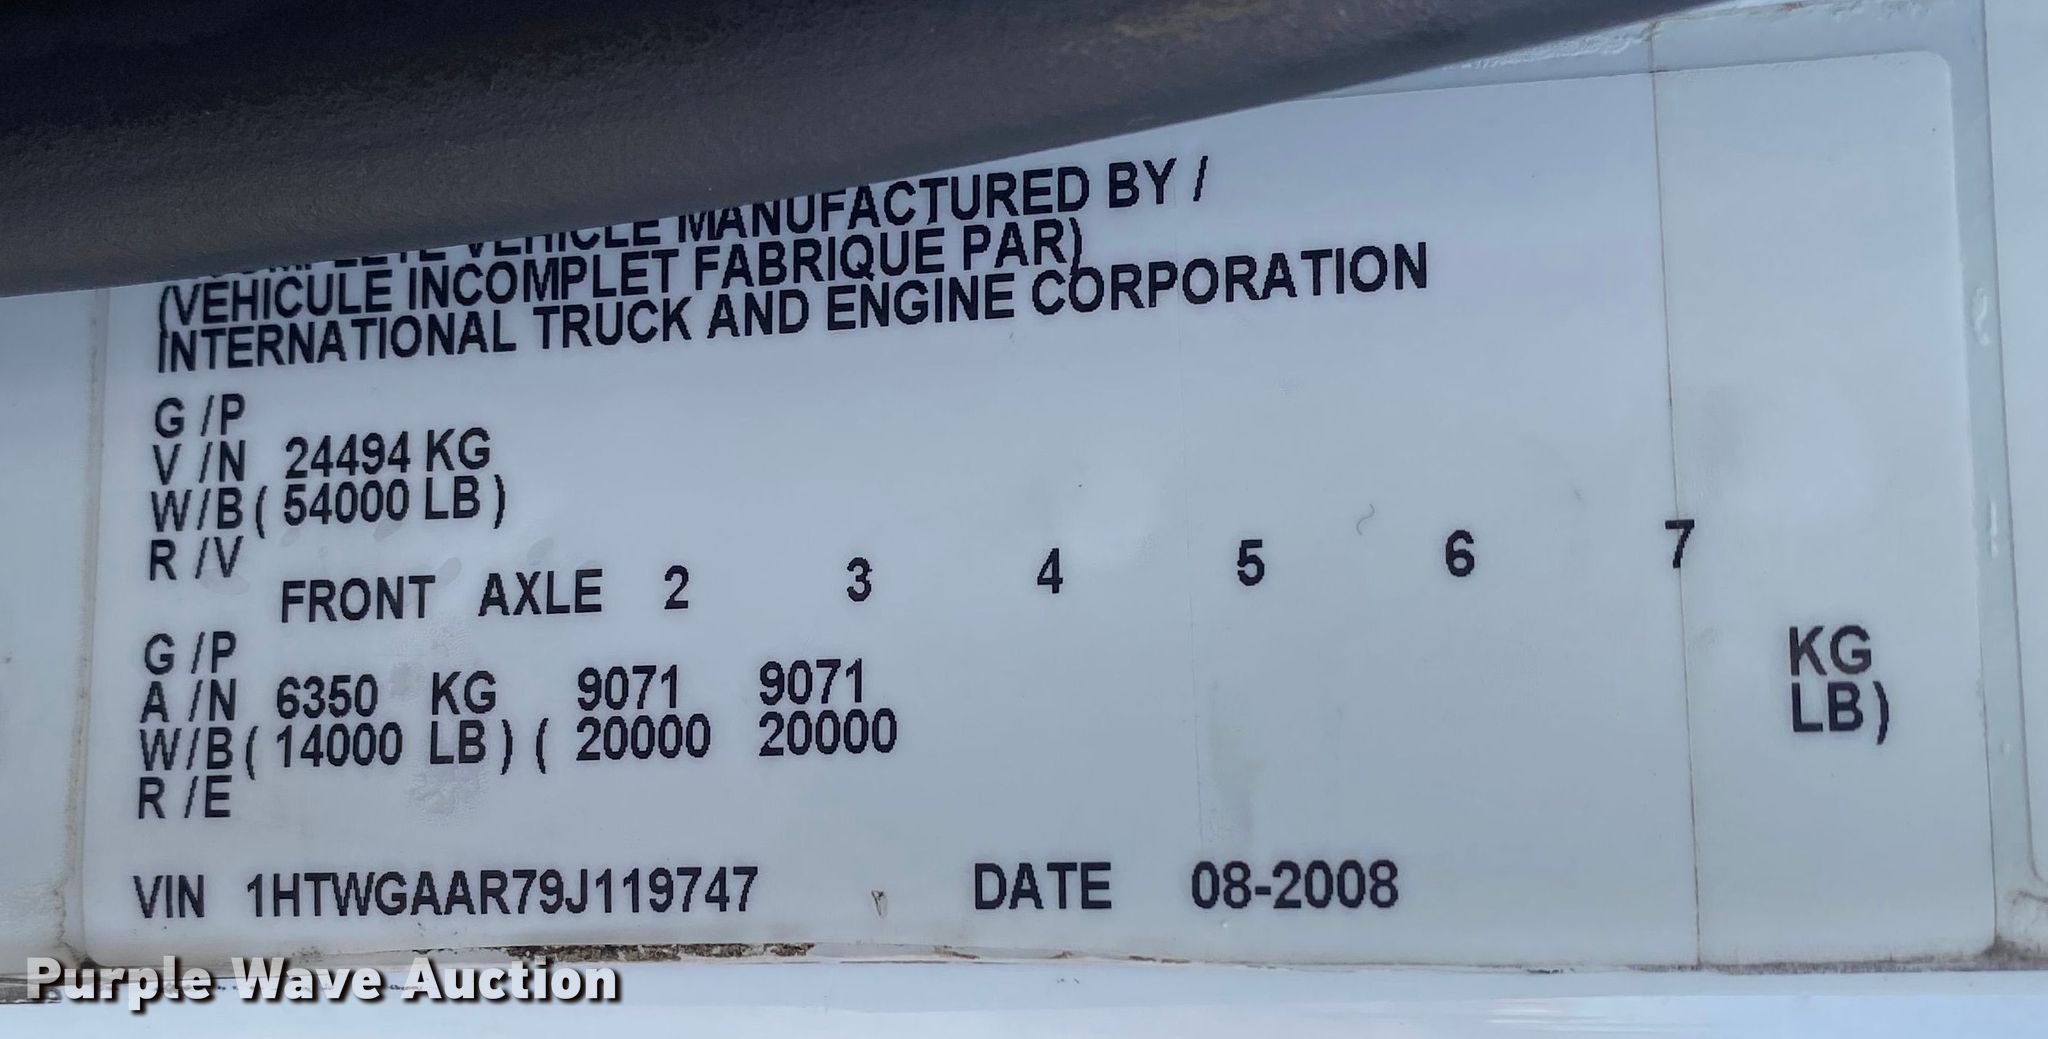 INCOMPLETE VEHICLE MANUFACTURED BY /
(VEHICULE INCOMPLET FABRIQUE PAR)
INTERNATIONAL TRUCK AND ENGINE CORPORATION
G /P
V /N 24494 KG
W/B ( 54000 LB )
R /V
FRONT AXLE 2 3 4 5 6 7
G /P
A /N 6350 KG 9071 9071 KG
W/B ( 14000 LB ) ( 20000 20000 LB )
R /E
VIN 1HTWGAAR79J119747 DATE 08-2008
Purple Wave Auction